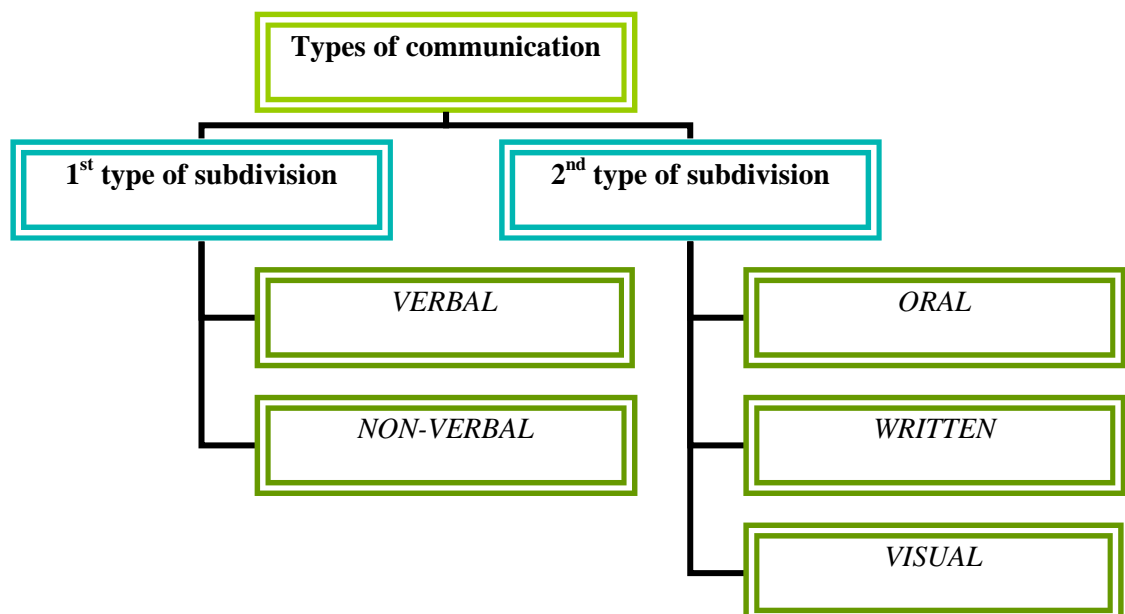 Types of communication
1st type of subdivision
2nd type of subdivision
VERBAL
NON-VERBAL
ORAL
WRITTEN
VISUAL